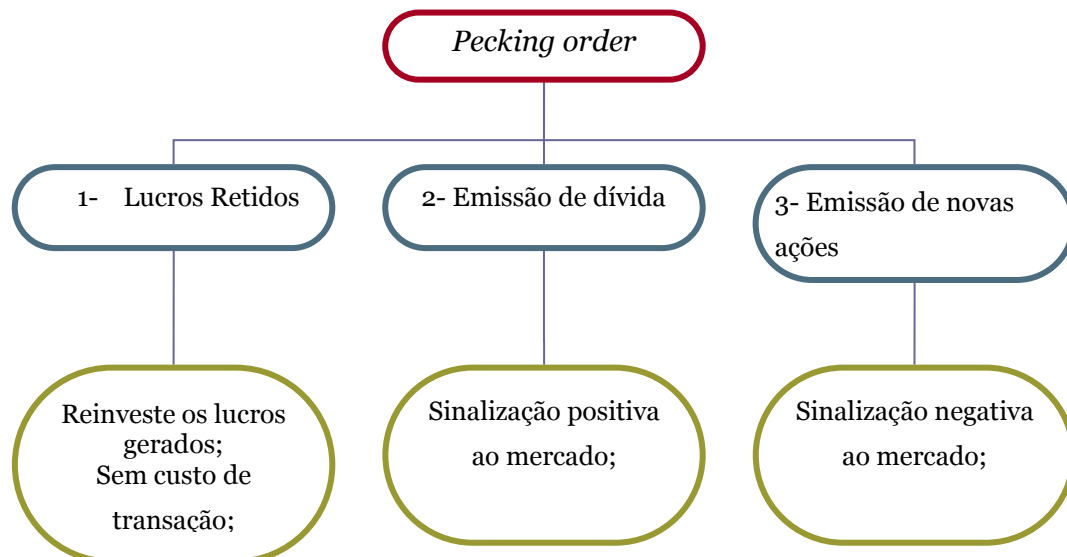 Pecking order
1- Lucros Retidos
2- Emissão de dívida
3- Emissão de novas
ações
Reinveste os lucros
gerados;
Sem custo de
transação;
Sinalização positiva
ao mercado;
Sinalização negativa
ao mercado;